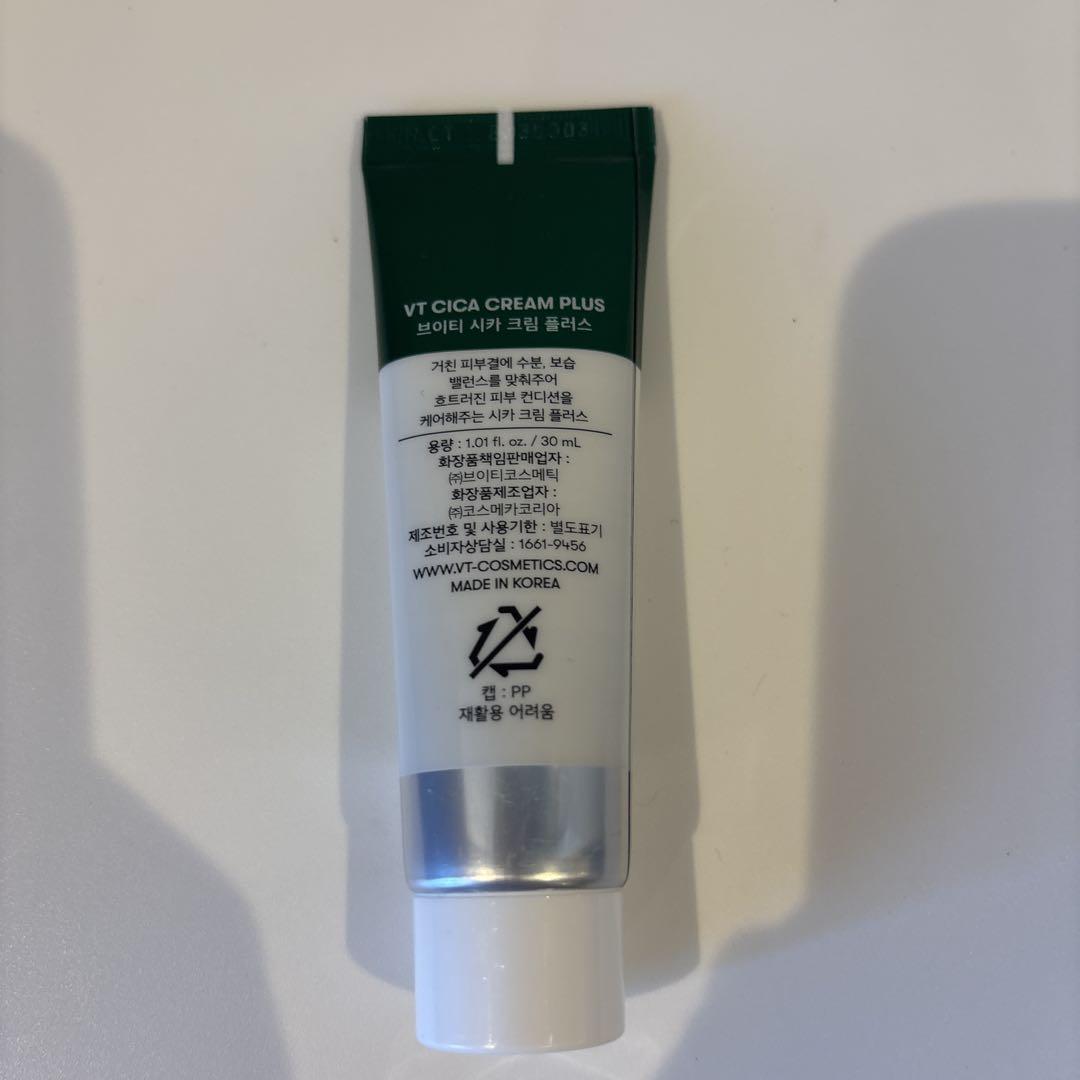 VT CICA CREAM PLUS
브이티 시카 크림 플러스
거친 피부결에 수분, 보습
밸런스를 맞춰주어
흐트러진 피부 컨디션을
케어해주는 시카 크림 플러스
용량 : 1.01 fl. oz. / 30 mL
화장품책임판매업자 :
㈜브이티코스메틱
화장품제조업자 :
㈜코스메카코리아
제조번호 및 사용기한 : 별도표기
소비자상담실 : 1661-9456
WWW.VT-COSMETICS.COM
MADE IN KOREA
캡 : PP
재활용 어려움